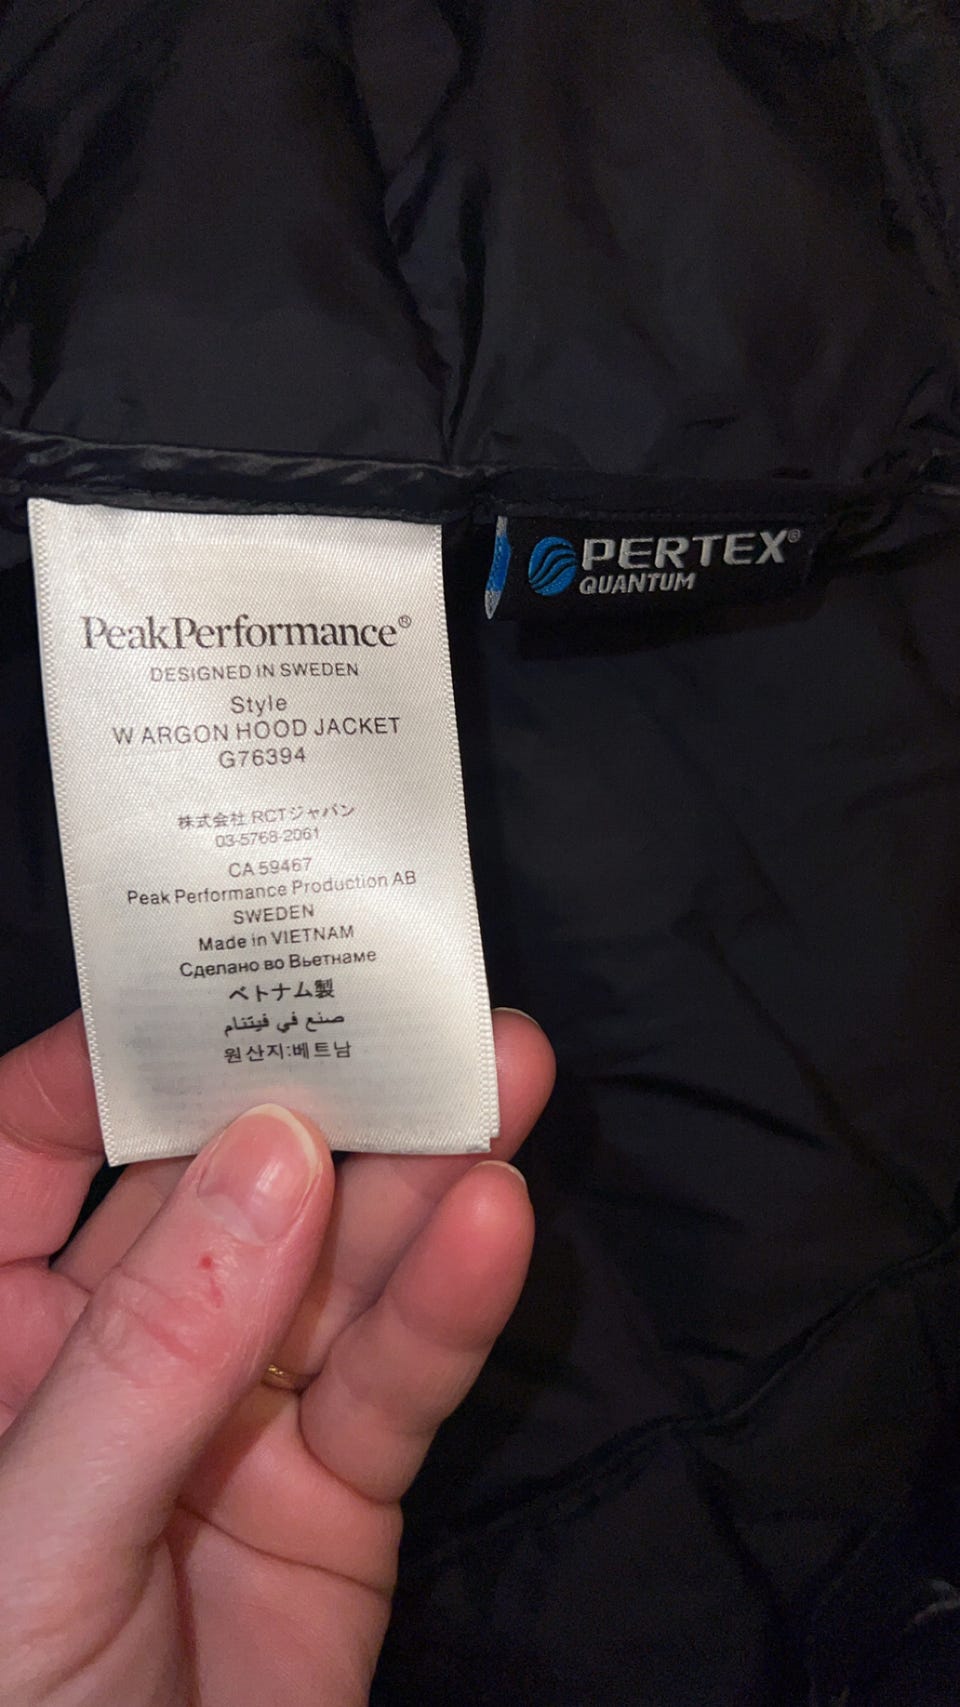 PeakPerformance®
DESIGNED IN SWEDEN
Style
W ARGON HOOD JACKET
G76394
株式会社 RCTジャパン
03-5768-2061
CA 59467
Peak Performance Production AB
SWEDEN
Made in VIETNAM
Сделано во Вьетнаме
ベトナム製
صنع في فيتنام
원산지:베트남
PERTEX®
QUANTUM